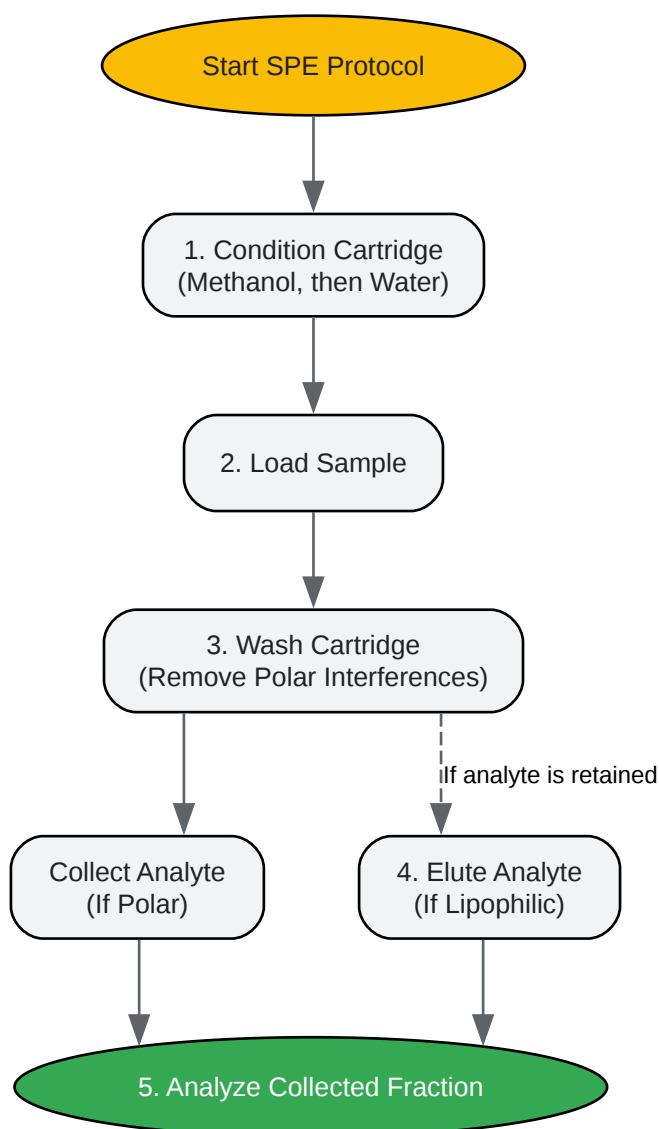 Start SPE Protocol
1. Condition Cartridge
(Methanol, then Water)
2. Load Sample
3. Wash Cartridge
(Remove Polar Interferences)
If analyte is retained
Collect Analyte
(If Polar)
4. Elute Analyte
(If Lipophilic)
5. Analyze Collected Fraction